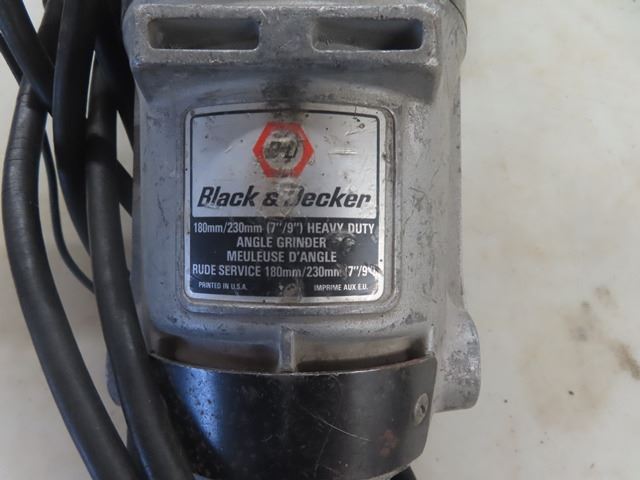 Black & Decker
180mm/230mm (7"/9") HEAVY DUTY
ANGLE GRINDER
MEULEUSE D'ANGLE
RUDE SERVICE 180mm/230mm (7"/9")
PRINTED IN U.S.A. IMPRIME AUX E.U.